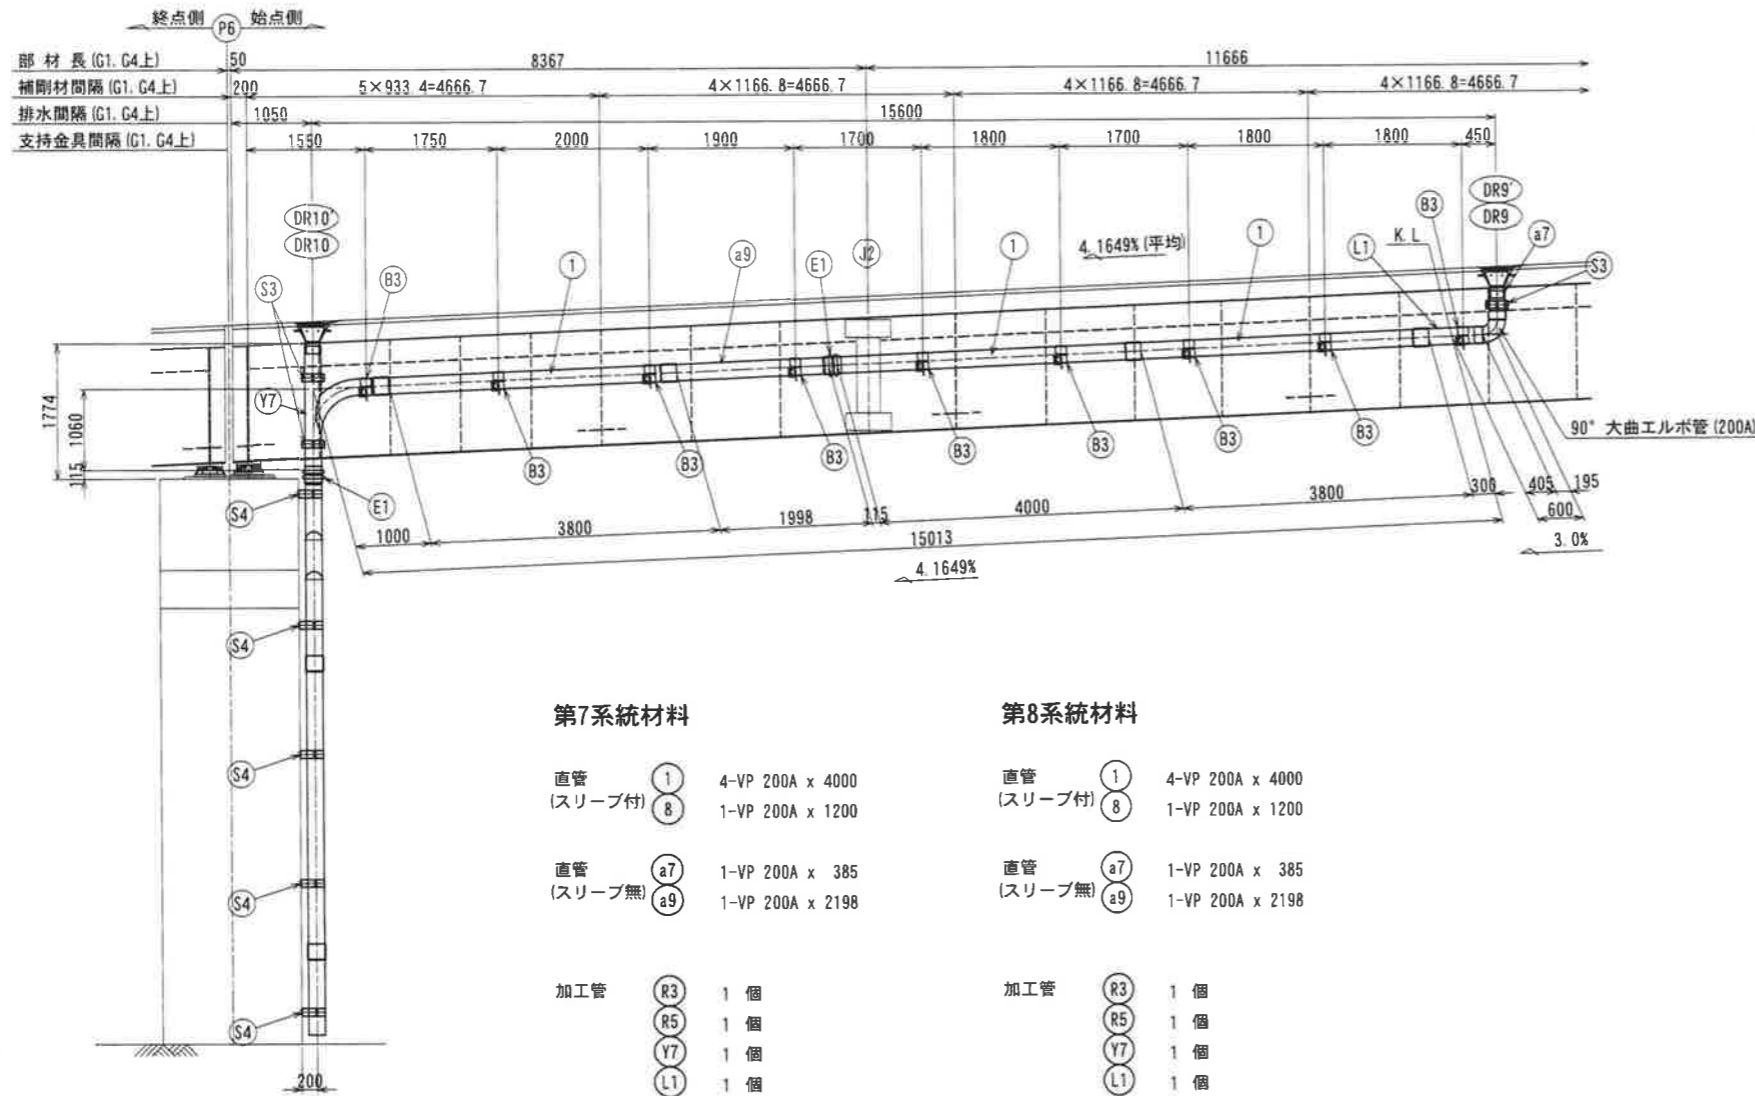 終点側 P6 始点側
部 材 長(G1. G4上) 50 8367 11666
補剛材間隔(G1. G4上) 200 5×933.4=4666.7 4×1166.8=4666.7 4×1166.8=4666.7 4×1166.8=4666.7
排水間隔(G1. G4上) 1050 15600
支持金具間隔(G1. G4上) 1550 1750 2000 1900 1700 1800 1700 1800 1800 450
DR10' DR9'
DR10 DR9
B3 K.L a7
S3 B3 1 a9 E1 J2 1 4.1649%(平均) 1 L1 S3
1774
1060
115
Y7
B3 B3 B3 B3 B3 B3 B3
90° 大曲エルボ管(200A)
E1
S4
1000 3800 1998 115 4000 3800 300 405 195
600
15013
4.1649%
3.0%
S4
S4
S4
S4
200
第7系統材料
直管 1 4-VP 200A x 4000
(スリーブ付) 8 1-VP 200A x 1200
直管 a7 1-VP 200A x 385
(スリーブ無) a9 1-VP 200A x 2198
加工管 R3 1 個
R5 1 個
Y7 1 個
L1 1 個
第8系統材料
直管 1 4-VP 200A x 4000
(スリーブ付) 8 1-VP 200A x 1200
直管 a7 1-VP 200A x 385
(スリーブ無) a9 1-VP 200A x 2198
加工管 R3 1 個
R5 1 個
Y7 1 個
L1 1 個